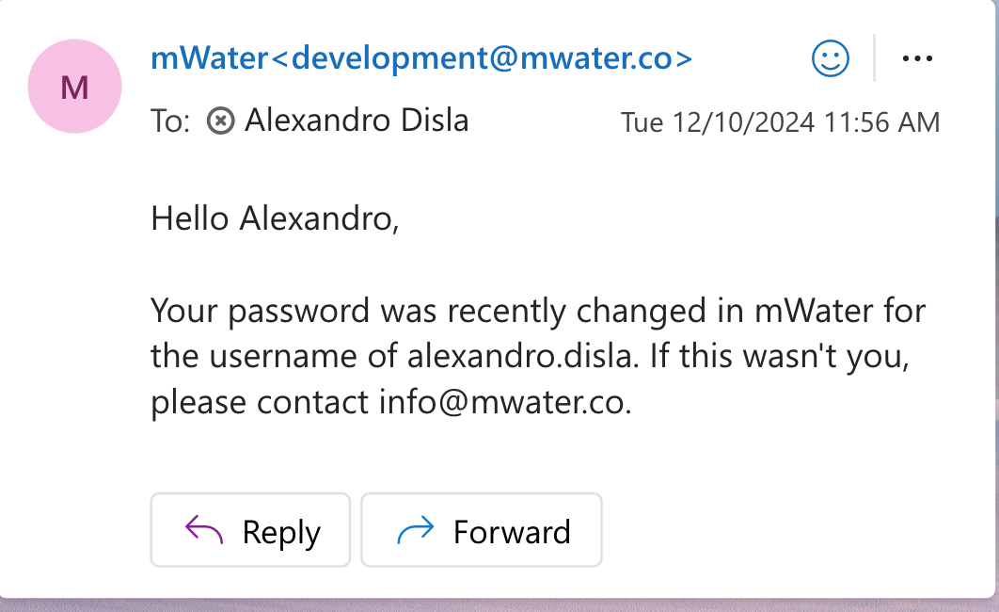 M
mWater<development@mwater.co>
To: Alexandro Disla
Tue 12/10/2024 11:56 AM
Hello Alexandro,
Your password was recently changed in mWater for
the username of alexandro.disla. If this wasn't you,
please contact info@mwater.co.
Reply
Forward